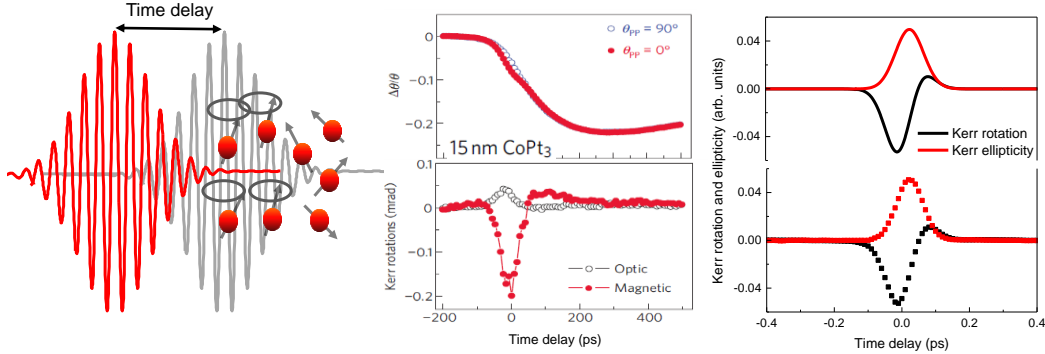 Time delay
0
−0.1
−0.2
Δθ/θ
θPP = 90°
θPP = 0°
15 nm CoPt3
0.1
0
−0.1
−0.2
Kerr rotations (mrad)
Optic
Magnetic
−200
0
200
400
Time delay (ps)
0.04
0.00
-0.04
Kerr rotation
Kerr ellipticity
0.04
0.00
-0.04
Kerr rotation and ellipticity (arb. units)
-0.4
-0.2
0.0
0.2
0.4
Time delay (ps)